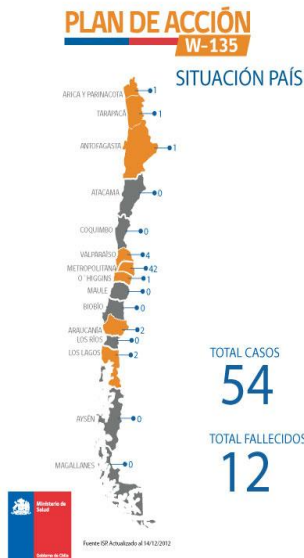 PLAN DE ACCIÓN
W-135
SITUACIÓN PAÍS
ARICA Y PARINACOTA 1
TARAPACÁ 1
ANTOFAGASTA 1
ATACAMA 0
COQUIMBO 0
VALPARAÍSO 4
METROPOLITANA 42
O´HIGGINS 1
MAULE 0
BIOBÍO 0
ARAUCANÍA 2
LOS RÍOS 0
LOS LAGOS 2
AYSÉN 0
MAGALLANES 0
TOTAL CASOS
54
TOTAL FALLECIDOS
12
Ministerio de
Salud
Gobierno de Chile
Fuente ISP. Actualizado al 14/12/2012